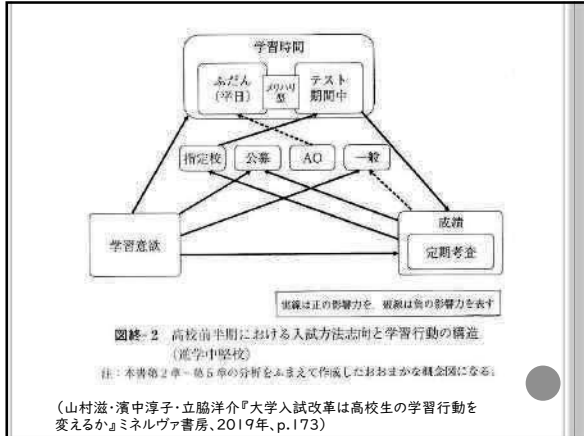 学習時間
ふだん
(平日)
メリハリ
型
テスト
期間中
指定校
公募
AO
一般
学習意欲
成績
定期考査
実線は正の影響力を、破線は負の影響力を表す
図終-2 高校前半期における入試方法志向と学習行動の構造
(進学中堅校)
注：本書第2章～第5章の分析をふまえて作成したおおまかな概念図になる。
(山村滋・濱中淳子・立脇洋介『大学入試改革は高校生の学習行動を
変えるか』ミネルヴァ書房、2019年、p.173)